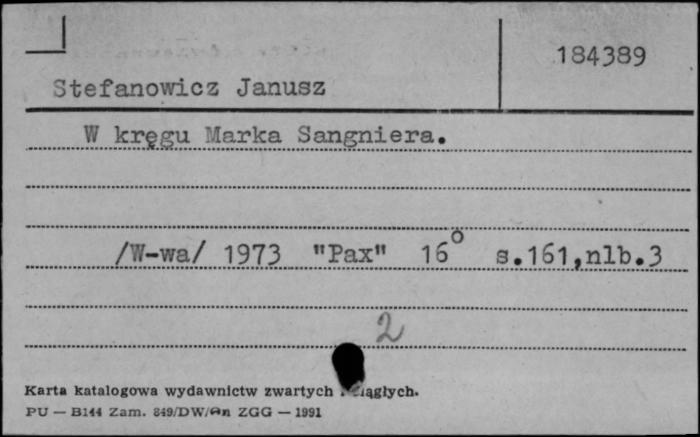 184389
Stefanowicz Janusz
W kręgu Marka Sangniera.
/W-wa/ 1973 "Pax" 16° s.161,nlb.3
2
Karta katalogowa wydawnictw zwartych
PU — B144 Zam. 849/DW/ ZGG — 1991